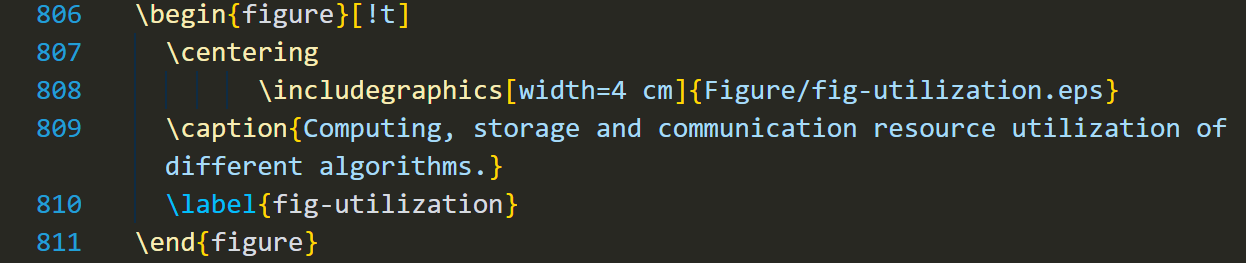 806 \begin{figure}[!t]
807 \centering
808 \includegraphics[width=4 cm]{Figure/fig-utilization.eps}
809 \caption{Computing, storage and communication resource utilization of
different algorithms.}
810 \label{fig-utilization}
811 \end{figure}